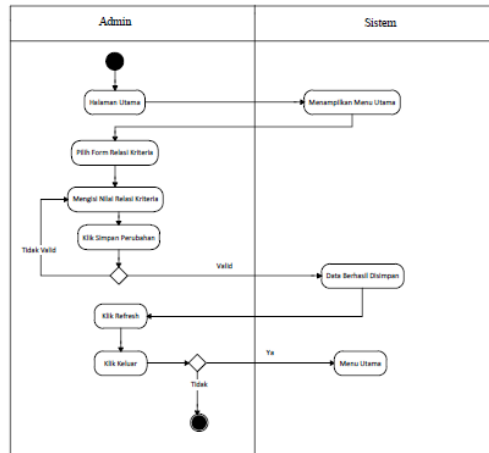 Admin
Sistem
Halaman Utama
Menampilkan Menu Utama
Pilih Form Relasi Kriteria
Mengisi Nilai Relasi Kriteria
Klik Simpan Perubahan
Tidak Valid
Valid
Data Berhasil Disimpan
Klik Refresh
Klik Keluar
Ya
Menu Utama
Tidak